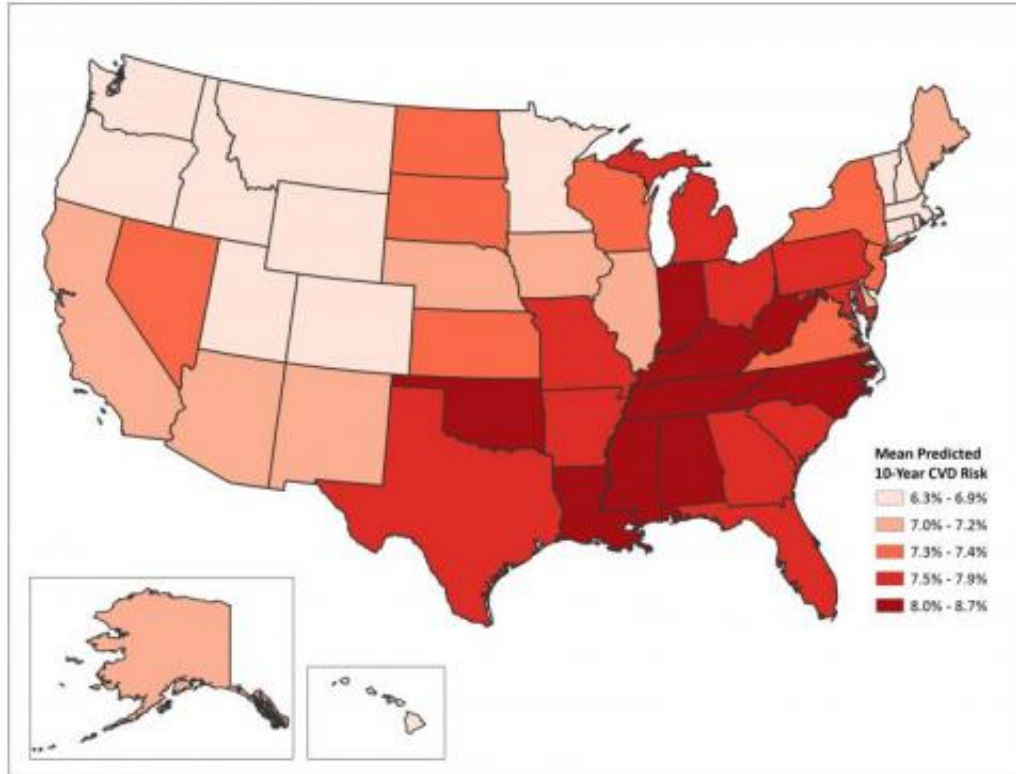 Mean Predicted
10-Year CVD Risk
6.3% - 6.9%
7.0% - 7.2%
7.3% - 7.4%
7.5% - 7.9%
8.0% - 8.7%